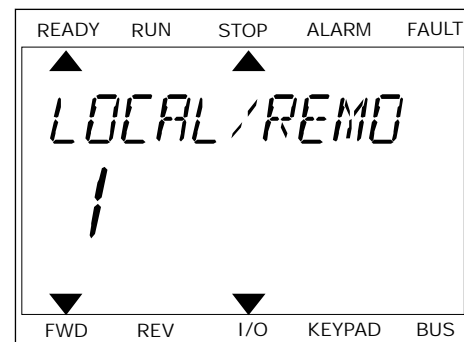 READY RUN STOP ALARM FAULT
LOCAL/REMO
1
FWD REV I/O KEYPAD BUS